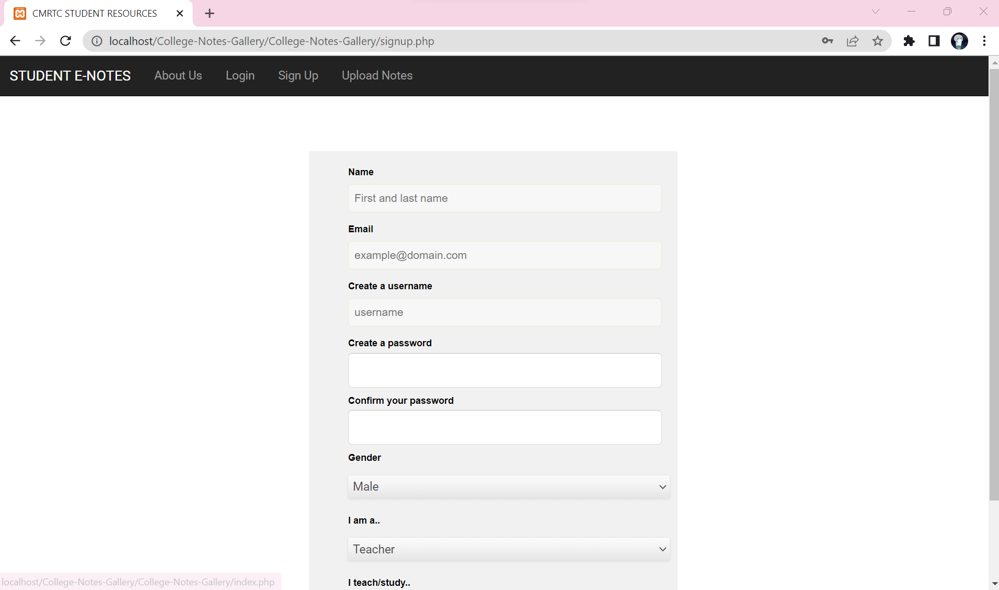 CMRTC STUDENT RESOURCES
localhost/College-Notes-Gallery/College-Notes-Gallery/signup.php
STUDENT E-NOTES About Us Login Sign Up Upload Notes
Name
First and last name
Email
example@domain.com
Create a username
username
Create a password
Confirm your password
Gender
Male
I am a..
Teacher
I teach/study..
localhost/College-Notes-Gallery/College-Notes-Gallery/index.php